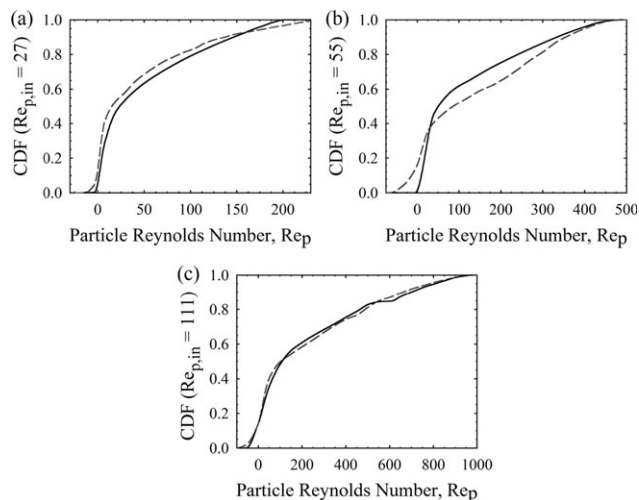 (a)
CDF (Rep,in = 27)
1.0
0.8
0.6
0.4
0.2
0.0
0 50 100 150 200
Particle Reynolds Number, Rep
(b)
CDF (Rep,in = 55)
1.0
0.8
0.6
0.4
0.2
0.0
0 100 200 300 400 500
Particle Reynolds Number, Rep
(c)
CDF (Rep,in = 111)
1.0
0.8
0.6
0.4
0.2
0.0
0 200 400 600 800 1000
Particle Reynolds Number, Rep